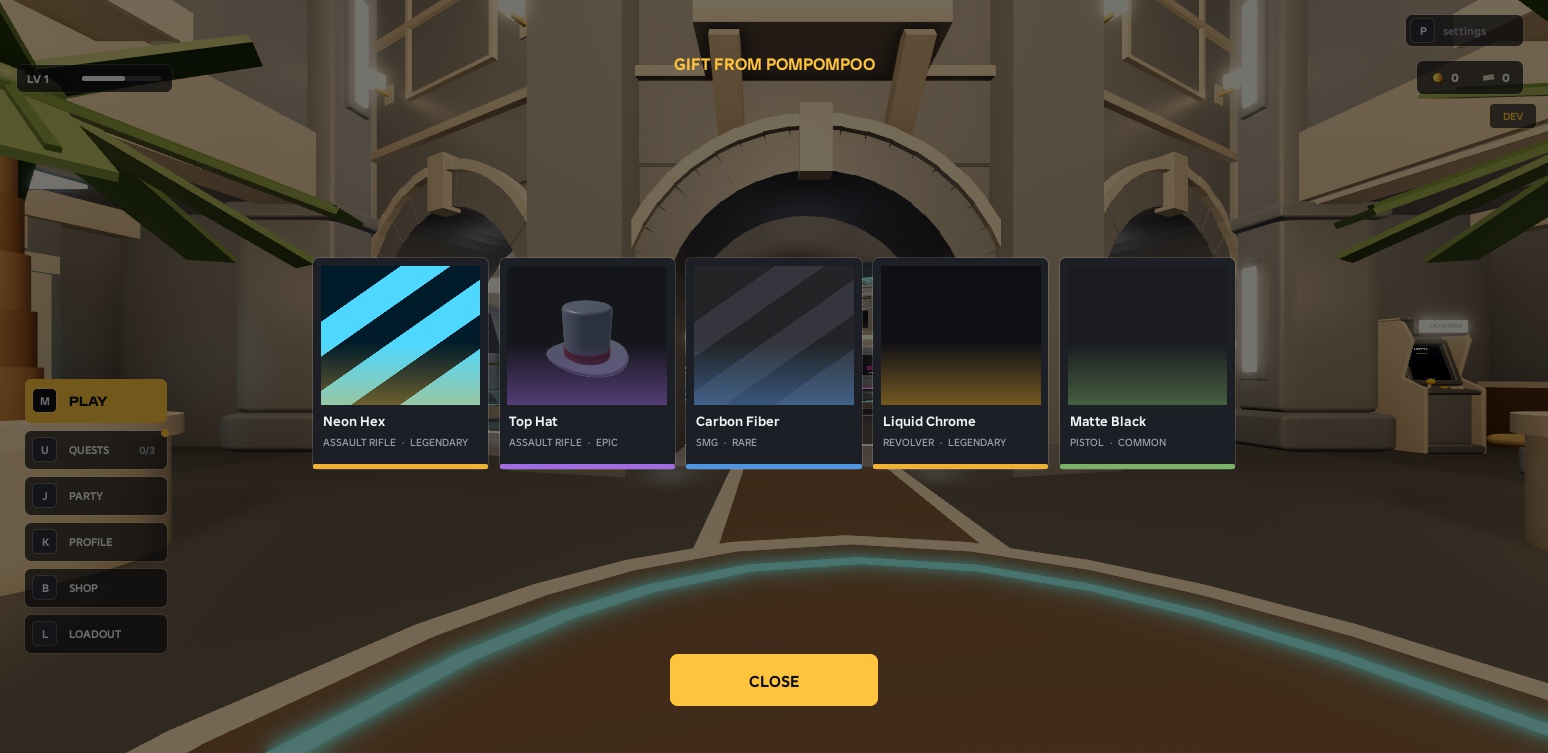 GIFT FROM POMPOMPOO
P settings
LV 1
0 0
DEV
M PLAY
U QUESTS 0/3
J PARTY
K PROFILE
B SHOP
L LOADOUT
Neon Hex
ASSAULT RIFLE · LEGENDARY
Top Hat
ASSAULT RIFLE · EPIC
Carbon Fiber
SMG · RARE
Liquid Chrome
REVOLVER · LEGENDARY
Matte Black
PISTOL · COMMON
CLOSE